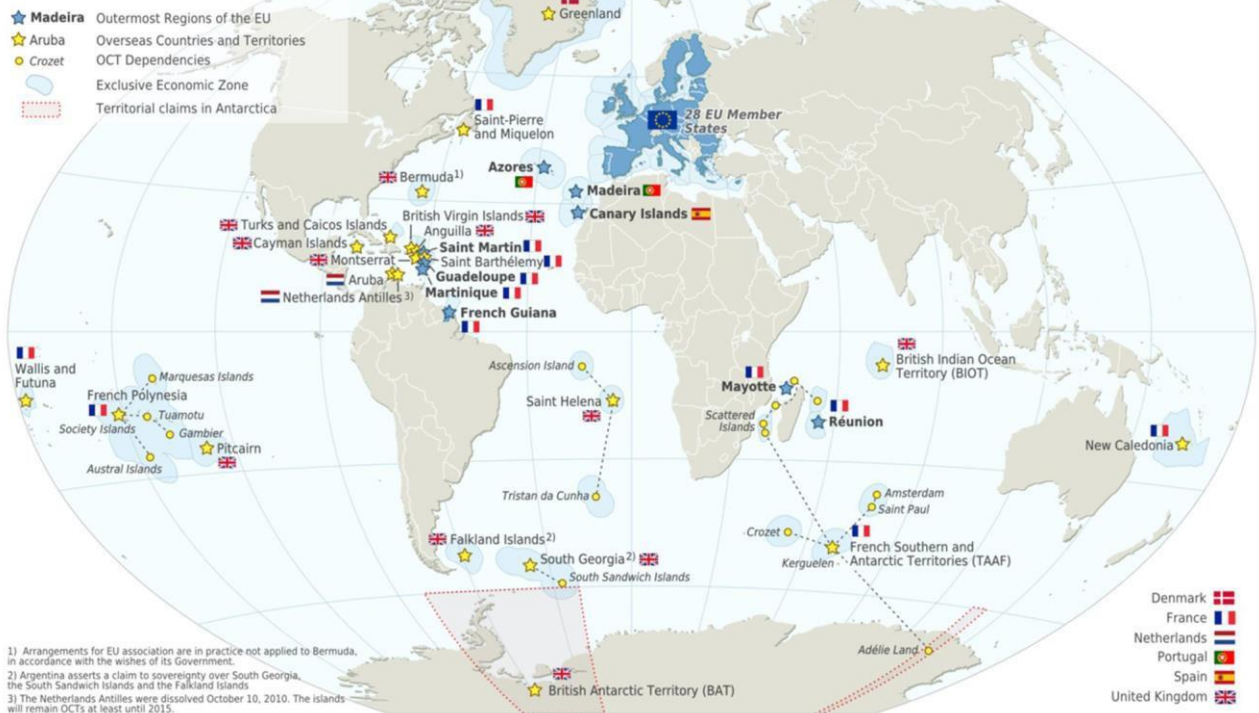 Madeira Outermost Regions of the EU
Aruba Overseas Countries and Territories
Crozet OCT Dependencies
Exclusive Economic Zone
Territorial claims in Antarctica
Greenland
28 EU Member
States
Saint-Pierre
and Miquelon
Azores
Bermuda1)
Madeira
Canary Islands
British Virgin Islands
Turks and Caicos Islands
Anguilla
Cayman Islands
Saint Martin
Montserrat
Saint Barthélemy
Aruba
Guadeloupe
Netherlands Antilles3)
Martinique
French Guiana
Wallis and
Futuna
Marquesas Islands
French Polynesia
Tuamotu
Society Islands
Gambier
Pitcairn
Austral Islands
Ascension Island
Saint Helena
Tristan da Cunha
British Indian Ocean
Territory (BIOT)
Mayotte
Scattered
Islands
Réunion
New Caledonia
Amsterdam
Saint Paul
Crozet
French Southern and
Antarctic Territories (TAAF)
Kerguelen
Falkland Islands2)
South Georgia2)
South Sandwich Islands
Adélie Land
British Antarctic Territory (BAT)
Denmark
France
Netherlands
Portugal
Spain
United Kingdom
1) Arrangements for EU association are in practice not applied to Bermuda,
in accordance with the wishes of its Government.
2) Argentina asserts a claim to sovereignty over South Georgia,
the South Sandwich Islands and the Falkland Islands
3) The Netherlands Antilles were dissolved October 10, 2010. The islands
will remain OCTs at least until 2015.